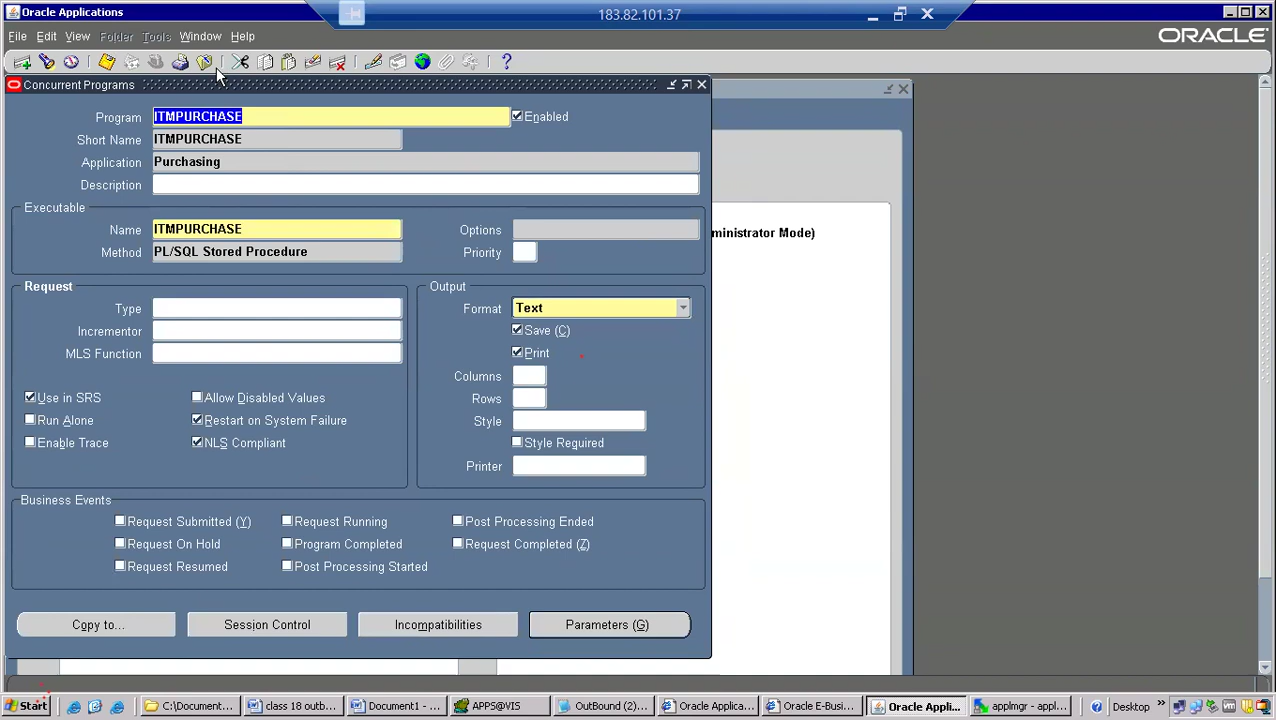 Oracle Applications
183.82.101.37
File Edit View Folder Tools Window Help
ORACLE
Concurrent Programs
Program ITMPURCHASE Enabled
Short Name ITMPURCHASE
Application Purchasing
Description
Executable
Name ITMPURCHASE Options
Method PL/SQL Stored Procedure Priority
ministrator Mode)
Request Output
Type Format Text
Incrementor Save (C)
MLS Function Print
Columns
Use in SRS Allow Disabled Values Rows
Run Alone Restart on System Failure Style
Enable Trace NLS Compliant Style Required
Printer
Business Events
Request Submitted (Y) Request Running Post Processing Ended
Request On Hold Program Completed Request Completed (Z)
Request Resumed Post Processing Started
Copy to... Session Control Incompatibilities Parameters (G)
Start C:\Document... class 18 outb... Document1 - ... APPS@VIS OutBound (2)... Oracle Applica... Oracle E-Busi... Oracle Appli... applmgr - appl... Desktop